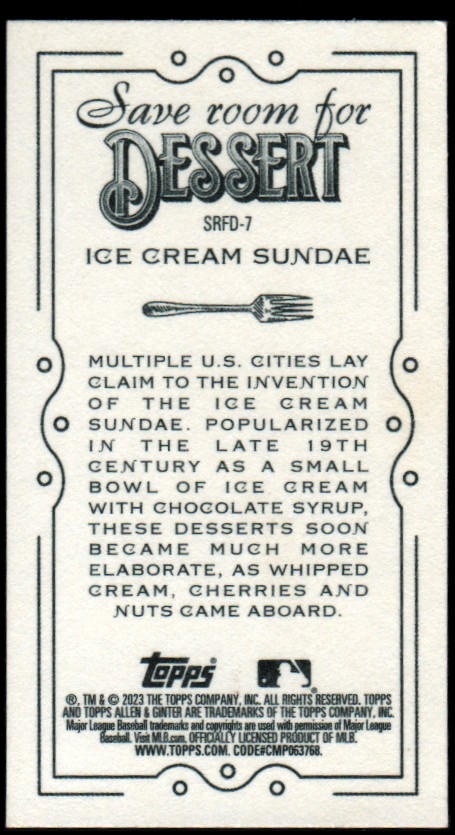 Save room for
DESSERT
SRFD-7
ICE CREAM SUNDAE
MULTIPLE U.S. CITIES LAY
CLAIM TO THE INVENTION
OF THE ICE CREAM
SUNDAE. POPULARIZED
IN THE LATE 19TH
CENTURY AS A SMALL
BOWL OF ICE CREAM
WITH CHOCOLATE SYRUP,
THESE DESSERTS SOON
BECAME MUCH MORE
ELABORATE, AS WHIPPED
CREAM, CHERRIES AND
NUTS CAME ABOARD.
topps
®, TM & © 2023 THE TOPPS COMPANY, INC. ALL RIGHTS RESERVED. TOPPS
AND TOPPS ALLEN & GINTER ARE TRADEMARKS OF THE TOPPS COMPANY, INC.
Major League Baseball trademarks and copyrights are used with permission of Major League
Baseball. Visit MLB.com. OFFICIALLY LICENSED PRODUCT OF MLB.
WWW.TOPPS.COM. CODE#CMP063768.